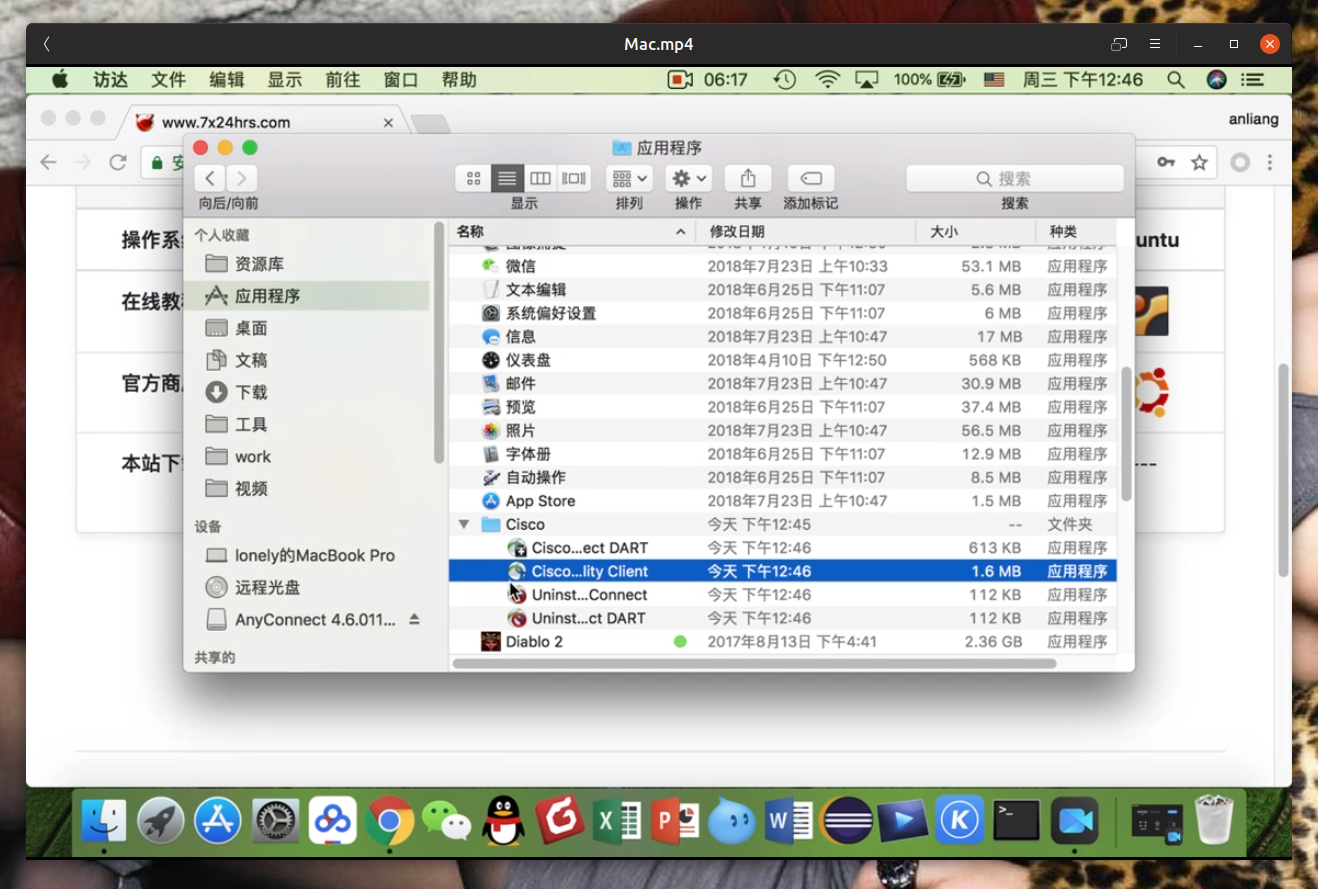 Mac.mp4
访达 文件 编辑 显示 前往 窗口 帮助 06:17 100% 周三 下午12:46
www.7x24hrs.com
anliang
应用程序
向后/向前 显示 排列 操作 共享 添加标记 搜索
搜索
个人收藏
资源库
应用程序
桌面
文稿
下载
工具
work
视频
设备
lonely的MacBook Pro
远程光盘
AnyConnect 4.6.011...
共享的
名称 修改日期 大小 种类
微信 2018年7月23日 上午10:33 53.1 MB 应用程序
文本编辑 2018年6月25日 下午11:07 5.6 MB 应用程序
系统偏好设置 2018年6月25日 下午11:07 6 MB 应用程序
信息 2018年7月23日 上午10:47 17 MB 应用程序
仪表盘 2018年4月10日 下午12:50 568 KB 应用程序
邮件 2018年7月23日 上午10:47 30.9 MB 应用程序
预览 2018年6月25日 下午11:07 37.4 MB 应用程序
照片 2018年7月23日 上午10:47 56.5 MB 应用程序
字体册 2018年6月25日 下午11:07 12.9 MB 应用程序
自动操作 2018年6月25日 下午11:07 8.5 MB 应用程序
App Store 2018年7月23日 上午10:47 1.5 MB 应用程序
Cisco 今天 下午12:45 -- 文件夹
Cisco...ect DART 今天 下午12:46 613 KB 应用程序
Cisco...lity Client 今天 下午12:46 1.6 MB 应用程序
Uninst...Connect 今天 下午12:46 112 KB 应用程序
Uninst...ct DART 今天 下午12:46 112 KB 应用程序
Diablo 2 2017年8月13日 下午4:41 2.36 GB 应用程序
操作系
在线教
官方商
本站下
untu
---